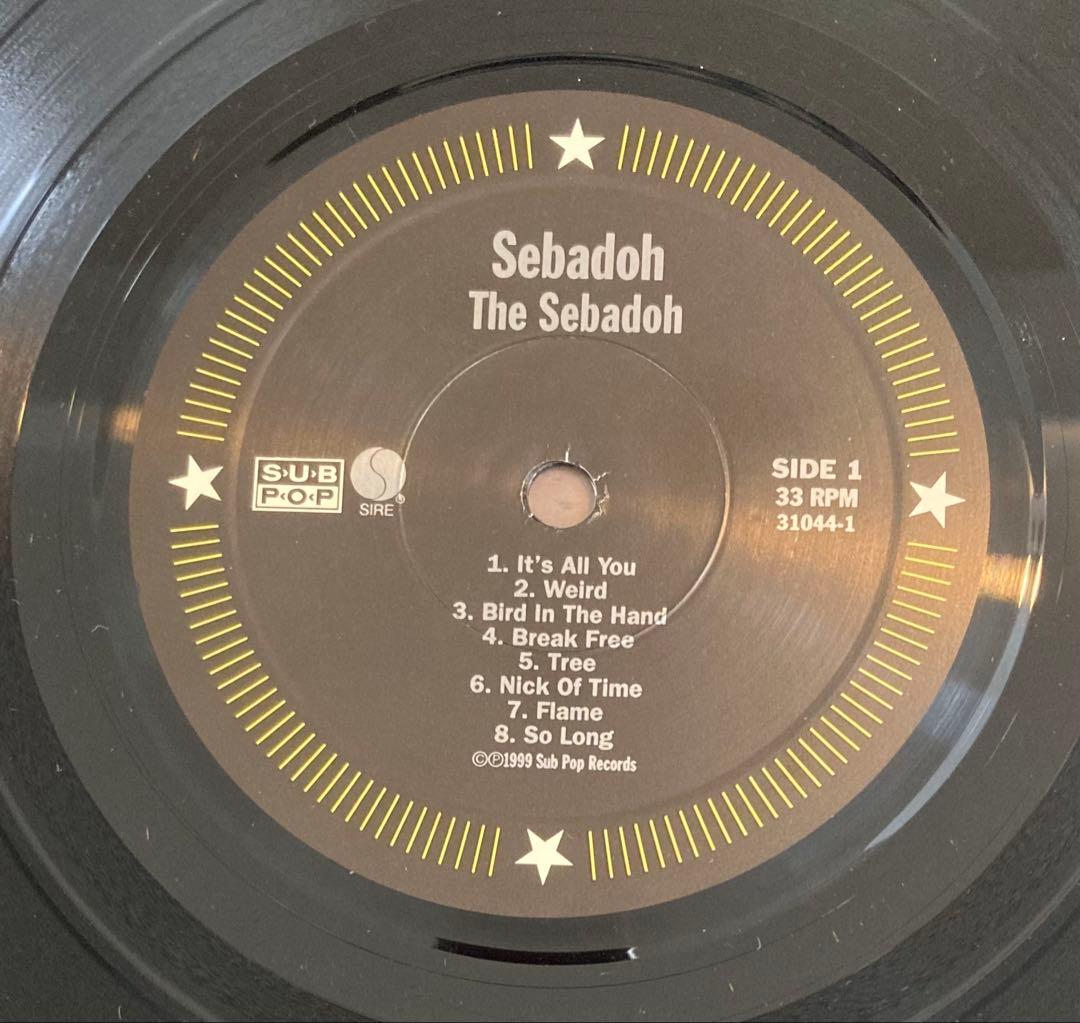 Sebadoh
The Sebadoh
S›U›B
P‹O‹P
SIRE®
SIDE 1
33 RPM
31044-1
1. It's All You
2. Weird
3. Bird In The Hand
4. Break Free
5. Tree
6. Nick Of Time
7. Flame
8. So Long
©℗1999 Sub Pop Records